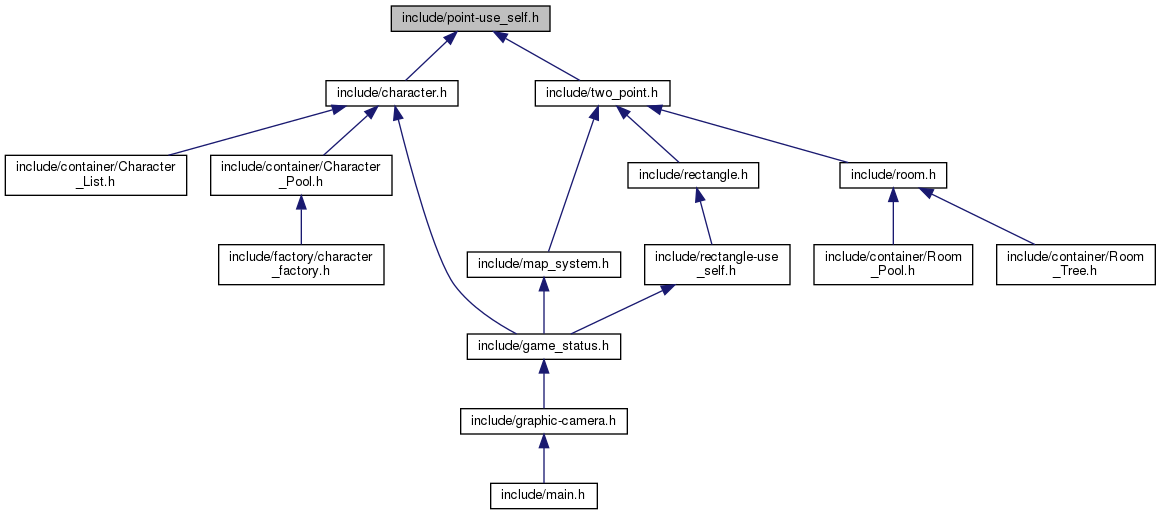 include/point-use_self.h
include/character.h
include/two_point.h
include/container/Character
_List.h
include/container/Character
_Pool.h
include/rectangle.h
include/room.h
include/factory/character
_factory.h
include/map_system.h
include/rectangle-use
_self.h
include/container/Room
_Pool.h
include/container/Room
_Tree.h
include/game_status.h
include/graphic-camera.h
include/main.h